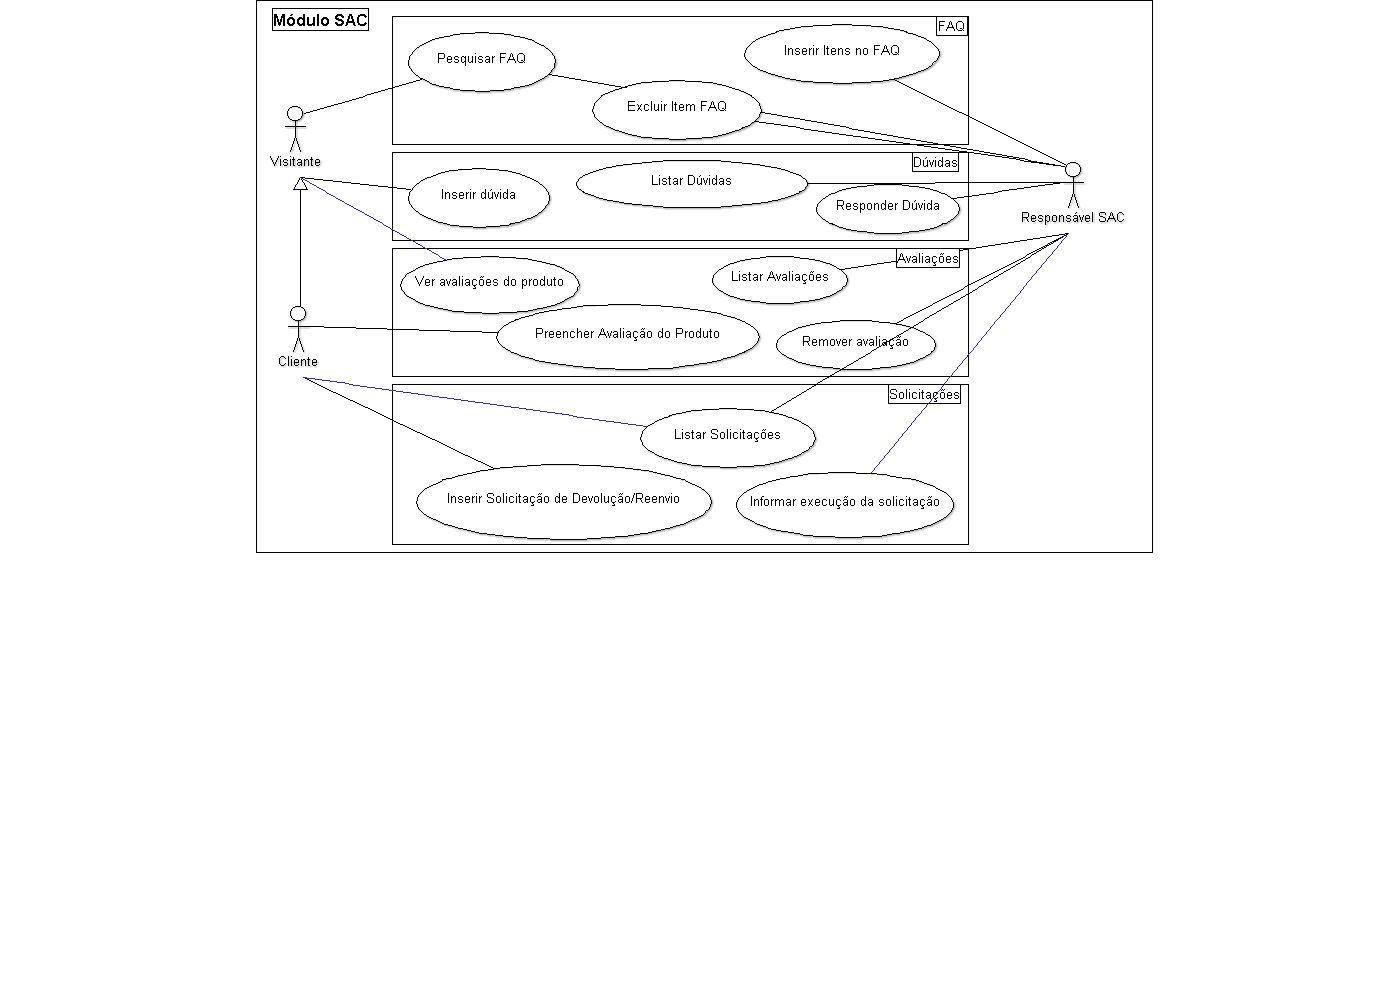 Módulo SAC
FAQ
Pesquisar FAQ
Inserir Itens no FAQ
Excluir Item FAQ
Visitante
Dúvidas
Inserir dúvida
Listar Dúvidas
Responder Dúvida
Responsável SAC
Avaliações
Ver avaliações do produto
Listar Avaliações
Preencher Avaliação do Produto
Remover avaliação
Cliente
Solicitações
Listar Solicitações
Inserir Solicitação de Devolução/Reenvio
Informar execução da solicitação